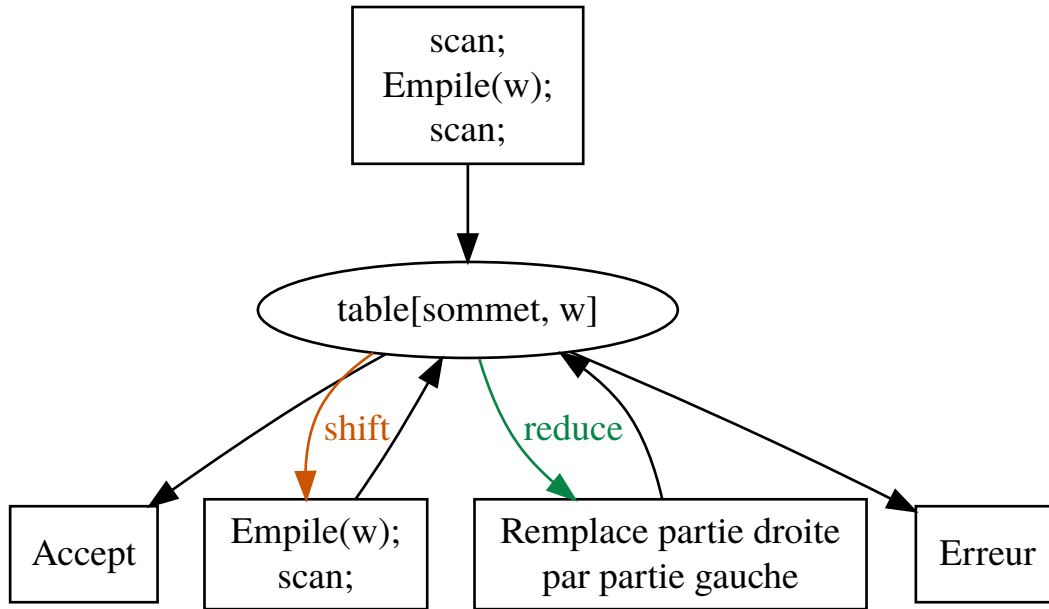 scan;
Empile(w);
scan;
table[sommet, w]
shift
reduce
Accept
Empile(w);
scan;
Remplace partie droite
par partie gauche
Erreur